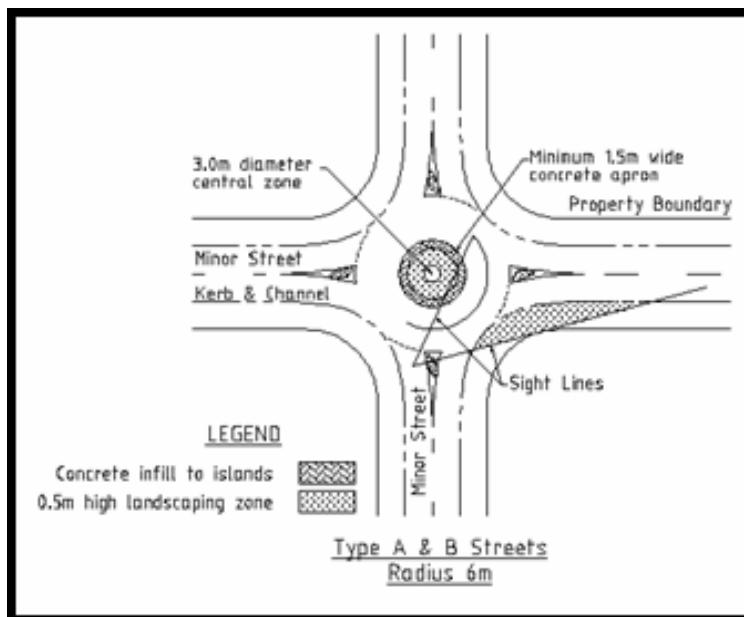 3.0m diameter
central zone
Minimum 1.5m wide
concrete apron
Property Boundary
Minor Street
Kerb & Channel
Sight Lines
Minor Street
LEGEND
Concrete infill to islands
0.5m high landscaping zone
Type A & B Streets
Radius 6m